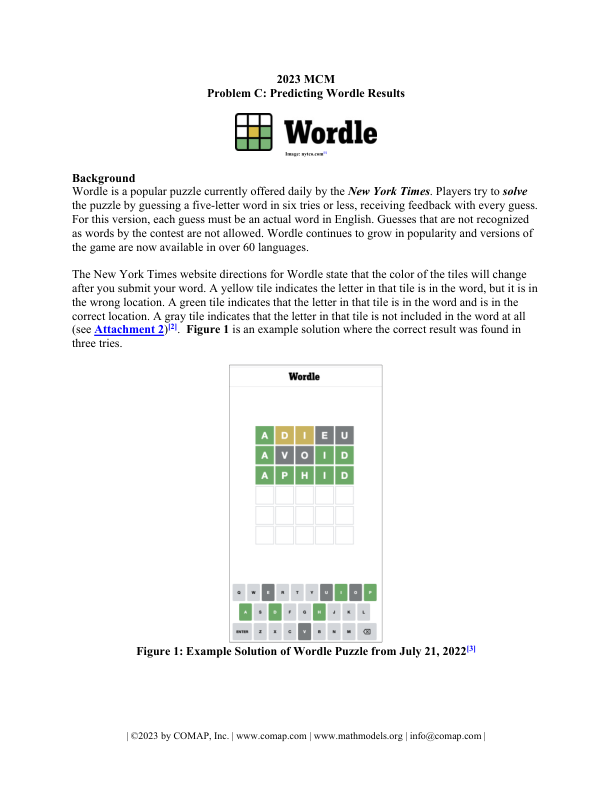 2023 MCM
Problem C: Predicting Wordle Results
Wordle
Image: nytco.com[1]
Background
Wordle is a popular puzzle currently offered daily by the New York Times. Players try to solve
the puzzle by guessing a five-letter word in six tries or less, receiving feedback with every guess.
For this version, each guess must be an actual word in English. Guesses that are not recognized
as words by the contest are not allowed. Wordle continues to grow in popularity and versions of
the game are now available in over 60 languages.
The New York Times website directions for Wordle state that the color of the tiles will change
after you submit your word. A yellow tile indicates the letter in that tile is in the word, but it is in
the wrong location. A green tile indicates that the letter in that tile is in the word and is in the
correct location. A gray tile indicates that the letter in that tile is not included in the word at all
(see Attachment 2)[2]. Figure 1 is an example solution where the correct result was found in
three tries.
Wordle
A D I E U
A V O I D
A P H I D
Q W E R T Y U I O P
A S D F G H J K L
ENTER Z X C V B N M
Figure 1: Example Solution of Wordle Puzzle from July 21, 2022[3]
| ©2023 by COMAP, Inc. | www.comap.com | www.mathmodels.org | info@comap.com |